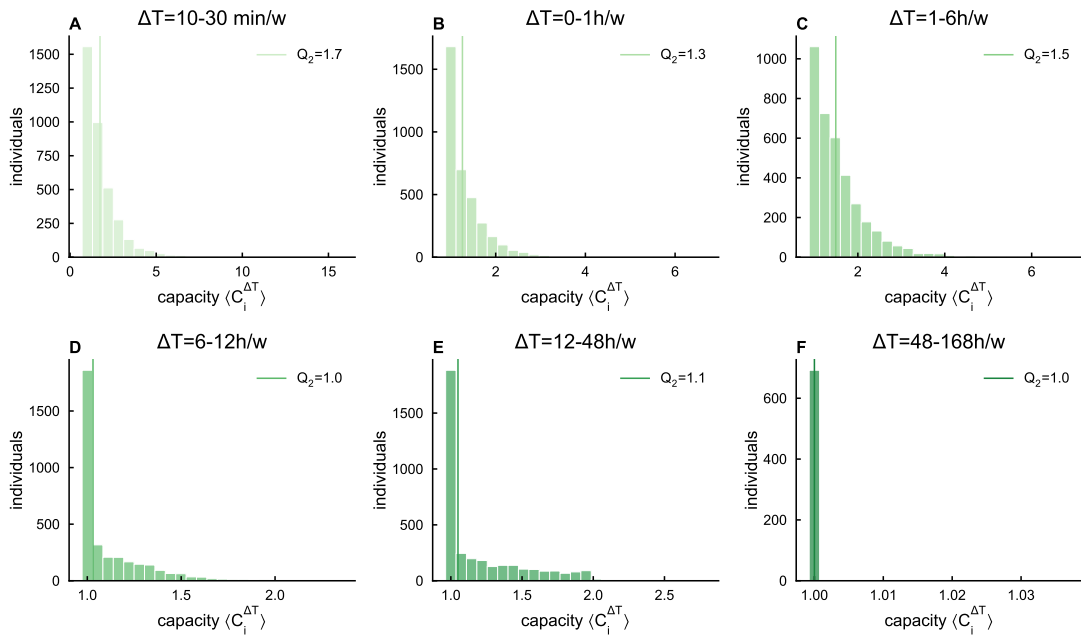 A ΔT=10-30 min/w
Q₂=1.7
individuals
1500
1250
1000
750
500
250
0
0 5 10 15
capacity ⟨C_i^ΔT⟩
B ΔT=0-1h/w
Q₂=1.3
individuals
1500
1000
500
0
2 4 6
capacity ⟨C_i^ΔT⟩
C ΔT=1-6h/w
Q₂=1.5
individuals
1000
800
600
400
200
0
2 4 6
capacity ⟨C_i^ΔT⟩
D ΔT=6-12h/w
Q₂=1.0
individuals
1500
1000
500
0
1.0 1.5 2.0
capacity ⟨C_i^ΔT⟩
E ΔT=12-48h/w
Q₂=1.1
individuals
1500
1000
500
0
1.0 1.5 2.0 2.5
capacity ⟨C_i^ΔT⟩
F ΔT=48-168h/w
Q₂=1.0
individuals
600
400
200
0
1.00 1.01 1.02 1.03
capacity ⟨C_i^ΔT⟩